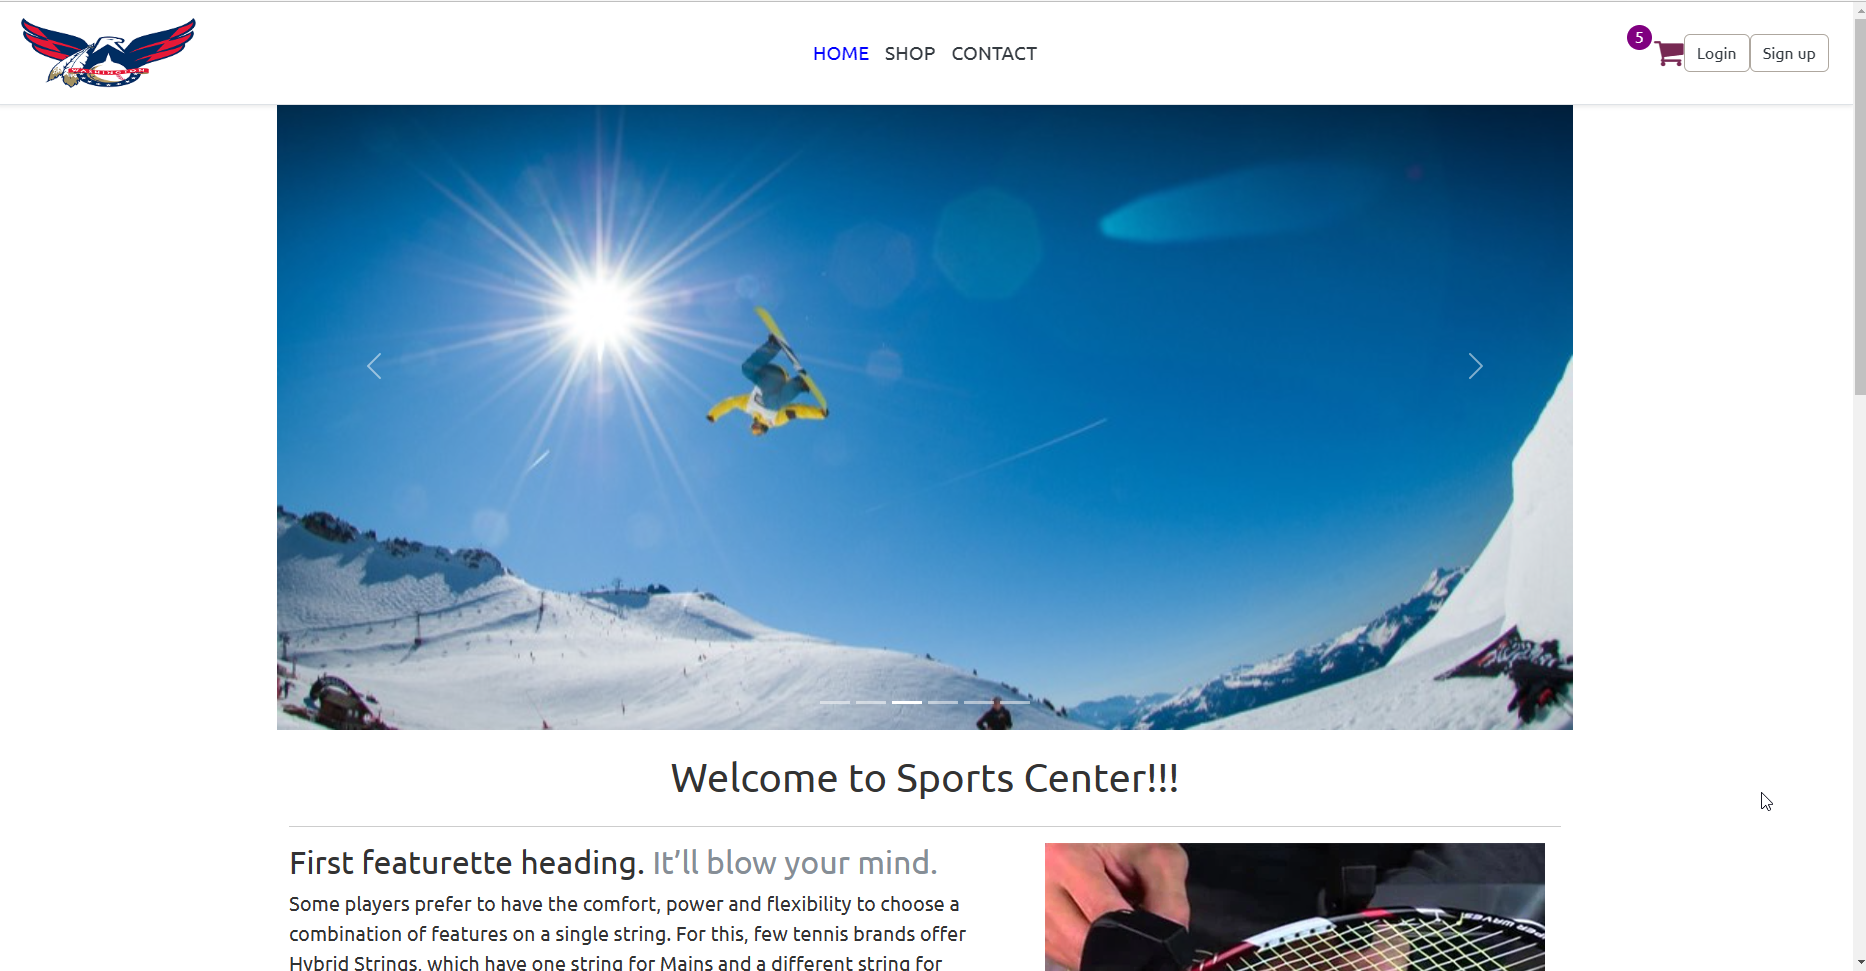 WASHINGTON
HOME SHOP CONTACT
5
Login
Sign up
Welcome to Sports Center!!!
First featurette heading. It’ll blow your mind.
Some players prefer to have the comfort, power and flexibility to choose a
combination of features on a single string. For this, few tennis brands offer
Hybrid Strings, which have one string for Mains and a different string for